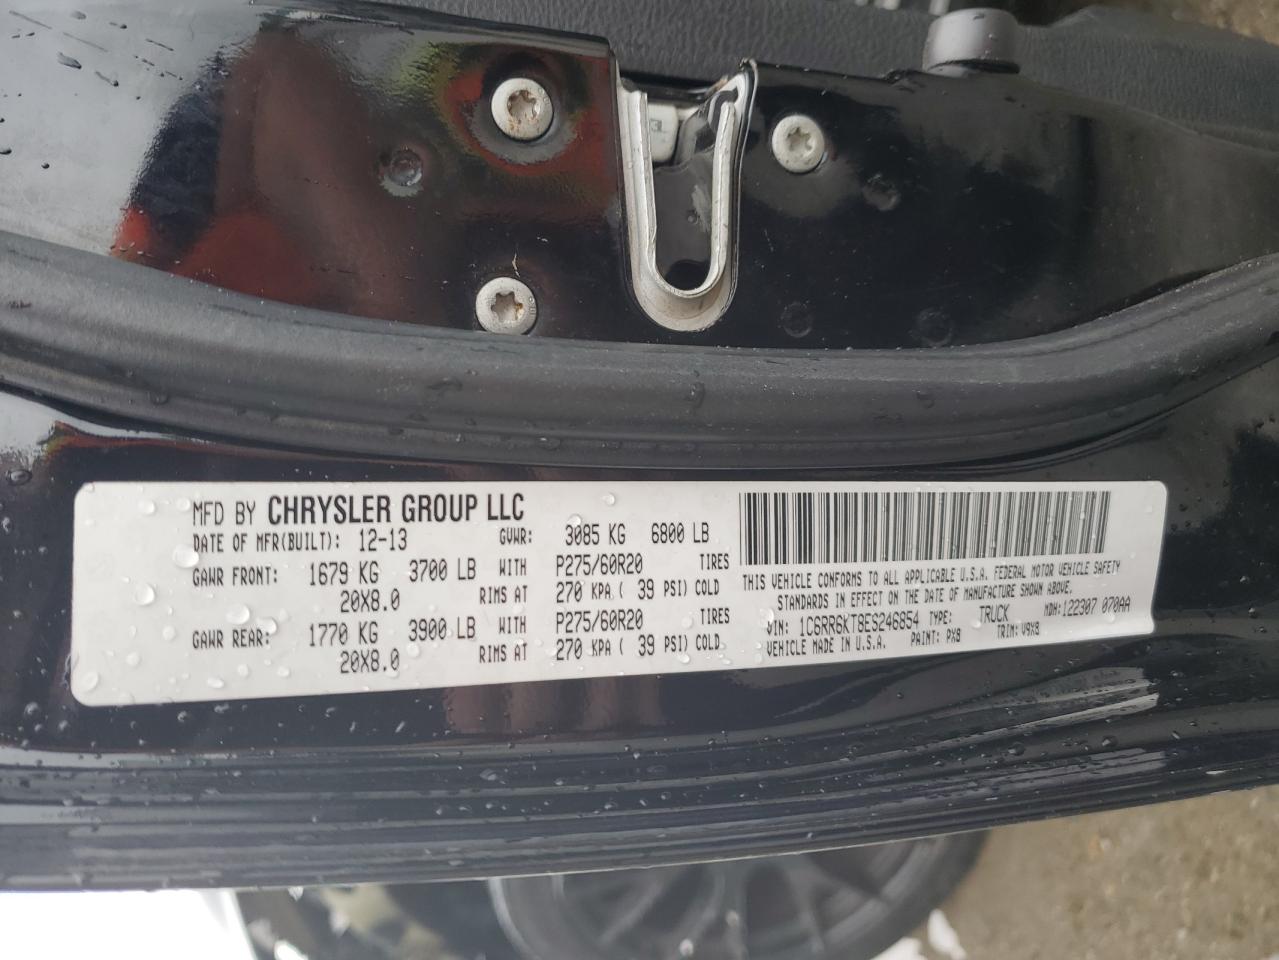 MFD BY CHRYSLER GROUP LLC
DATE OF MFR(BUILT): 12-13 GVWR: 3085 KG 6800 LB
GAWR FRONT: 1679 KG 3700 LB WITH P275/60R20 TIRES
20X8.0 RIMS AT 270 KPA ( 39 PSI) COLD
GAWR REAR: 1770 KG 3900 LB WITH P275/60R20 TIRES
20X8.0 RIMS AT 270 KPA ( 39 PSI) COLD
THIS VEHICLE CONFORMS TO ALL APPLICABLE U.S.A. FEDERAL MOTOR VEHICLE SAFETY
STANDARDS IN EFFECT ON THE DATE OF MANUFACTURE SHOWN ABOVE.
VIN: 1C6RR6KT8ES246854 TYPE: TRUCK MDH:122307 070AA
VEHICLE MADE IN U.S.A. PAINT: PX8 TRIM: V9X8